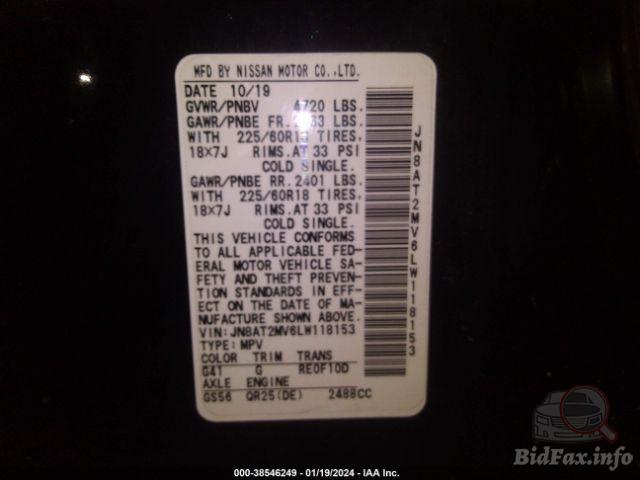 MFD BY NISSAN MOTOR CO.,LTD.
DATE 10/19
GVWR/PNBV 4720 LBS.
GAWR/PNBE FR. LBS.
WITH 225/60R18 TIRES.
18X7J RIMS.AT 33 PSI
COLD SINGLE.
GAWR/PNBE RR. 2401 LBS.
WITH 225/60R18 TIRES.
18X7J RIMS.AT 33 PSI
COLD SINGLE.
THIS VEHICLE CONFORMS
TO ALL APPLICABLE FED-
ERAL MOTOR VEHICLE SA-
FETY AND THEFT PREVEN-
TION STANDARDS IN EFF-
ECT ON THE DATE OF MA-
NUFACTURE SHOWN ABOVE.
VIN: JN8AT2MV6LW118153
TYPE: MPV
COLOR TRIM TRANS
G41 G RE0F10D
AXLE ENGINE
GS56 QR25(DE) 2488CC
JN8AT2MV6LW118153
BidFax.info
000-38546249 - 01/19/2024 - IAA Inc.